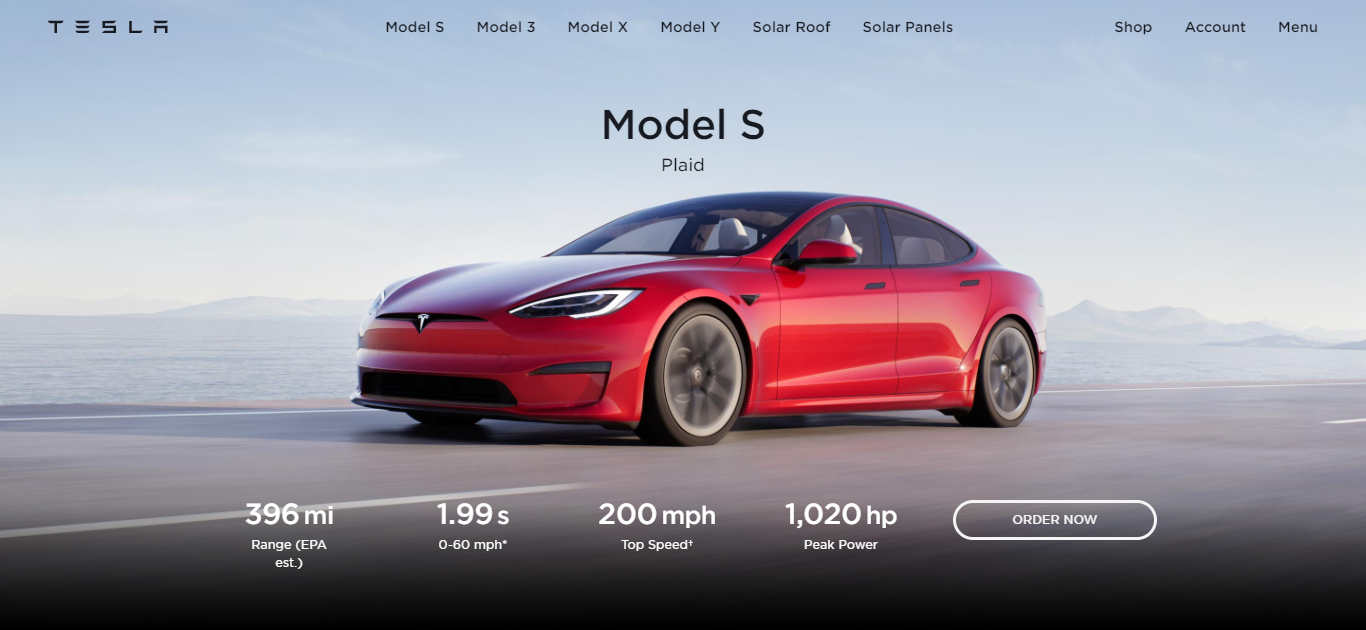 TESLA
Model S Model 3 Model X Model Y Solar Roof Solar Panels
Shop Account Menu
Model S
Plaid
396 mi
Range (EPA
est.)
1.99 s
0-60 mph*
200 mph
Top Speed†
1,020 hp
Peak Power
ORDER NOW